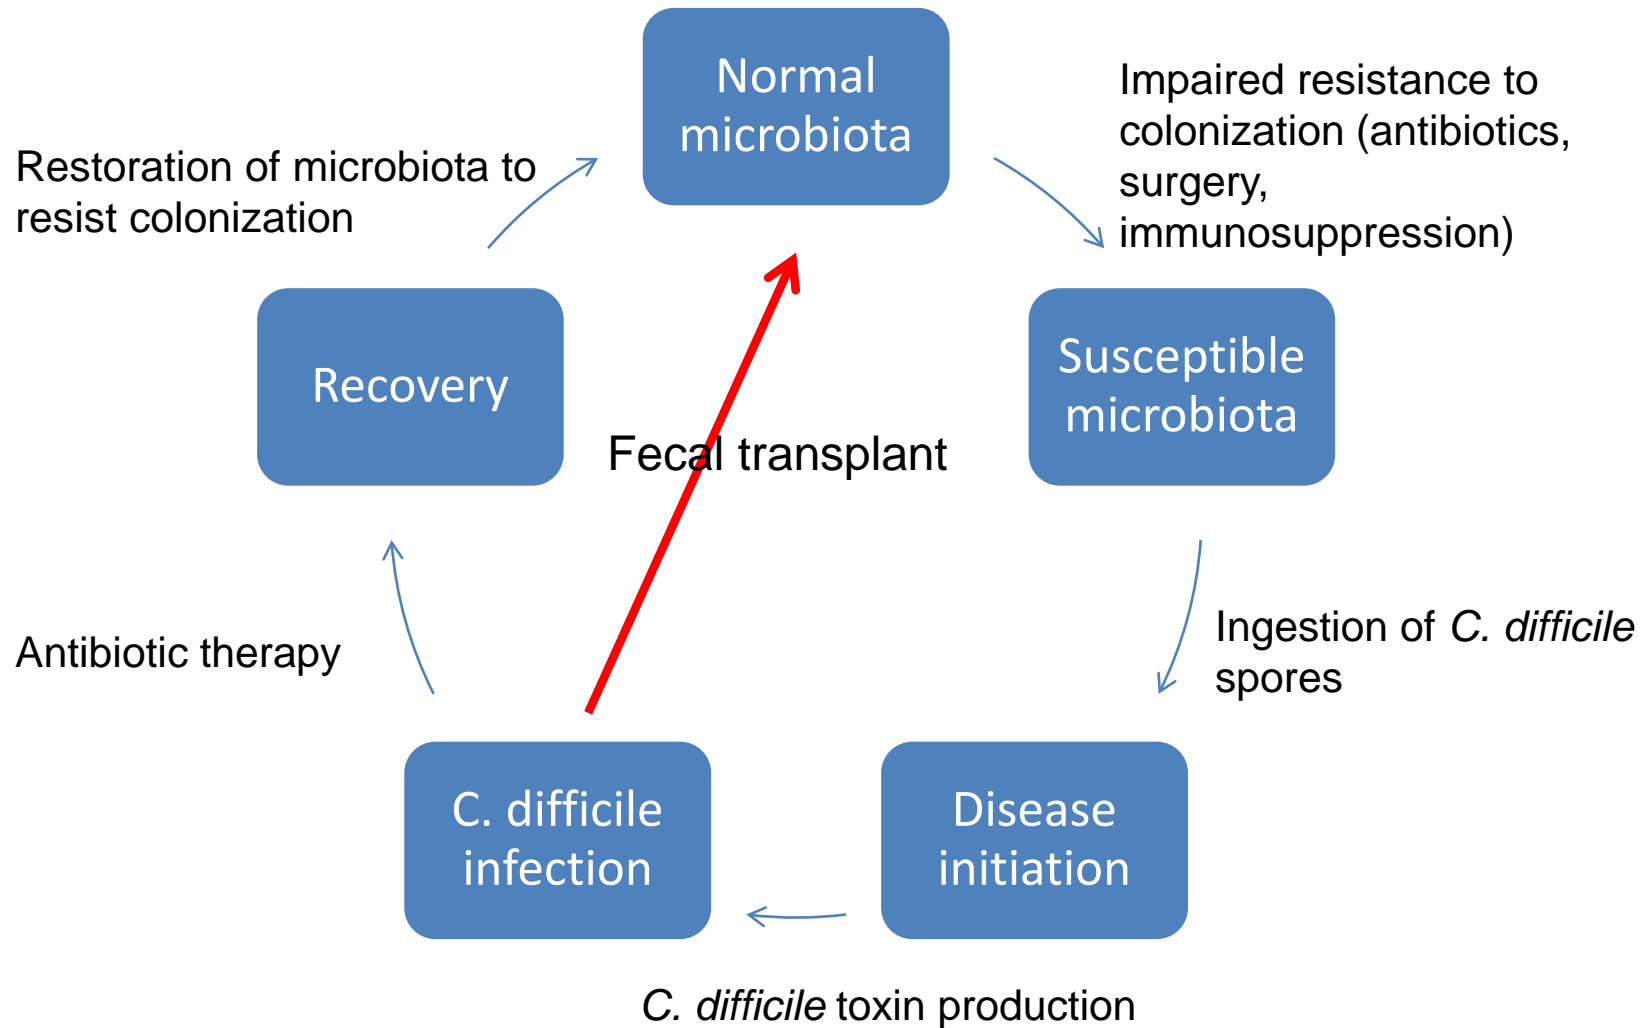 Normal
microbiota
Impaired resistance to
colonization (antibiotics,
surgery,
immunosuppression)
Restoration of microbiota to
resist colonization
Recovery
Susceptible
microbiota
Fecal transplant
Antibiotic therapy
Ingestion of C. difficile
spores
C. difficile
infection
Disease
initiation
C. difficile toxin production